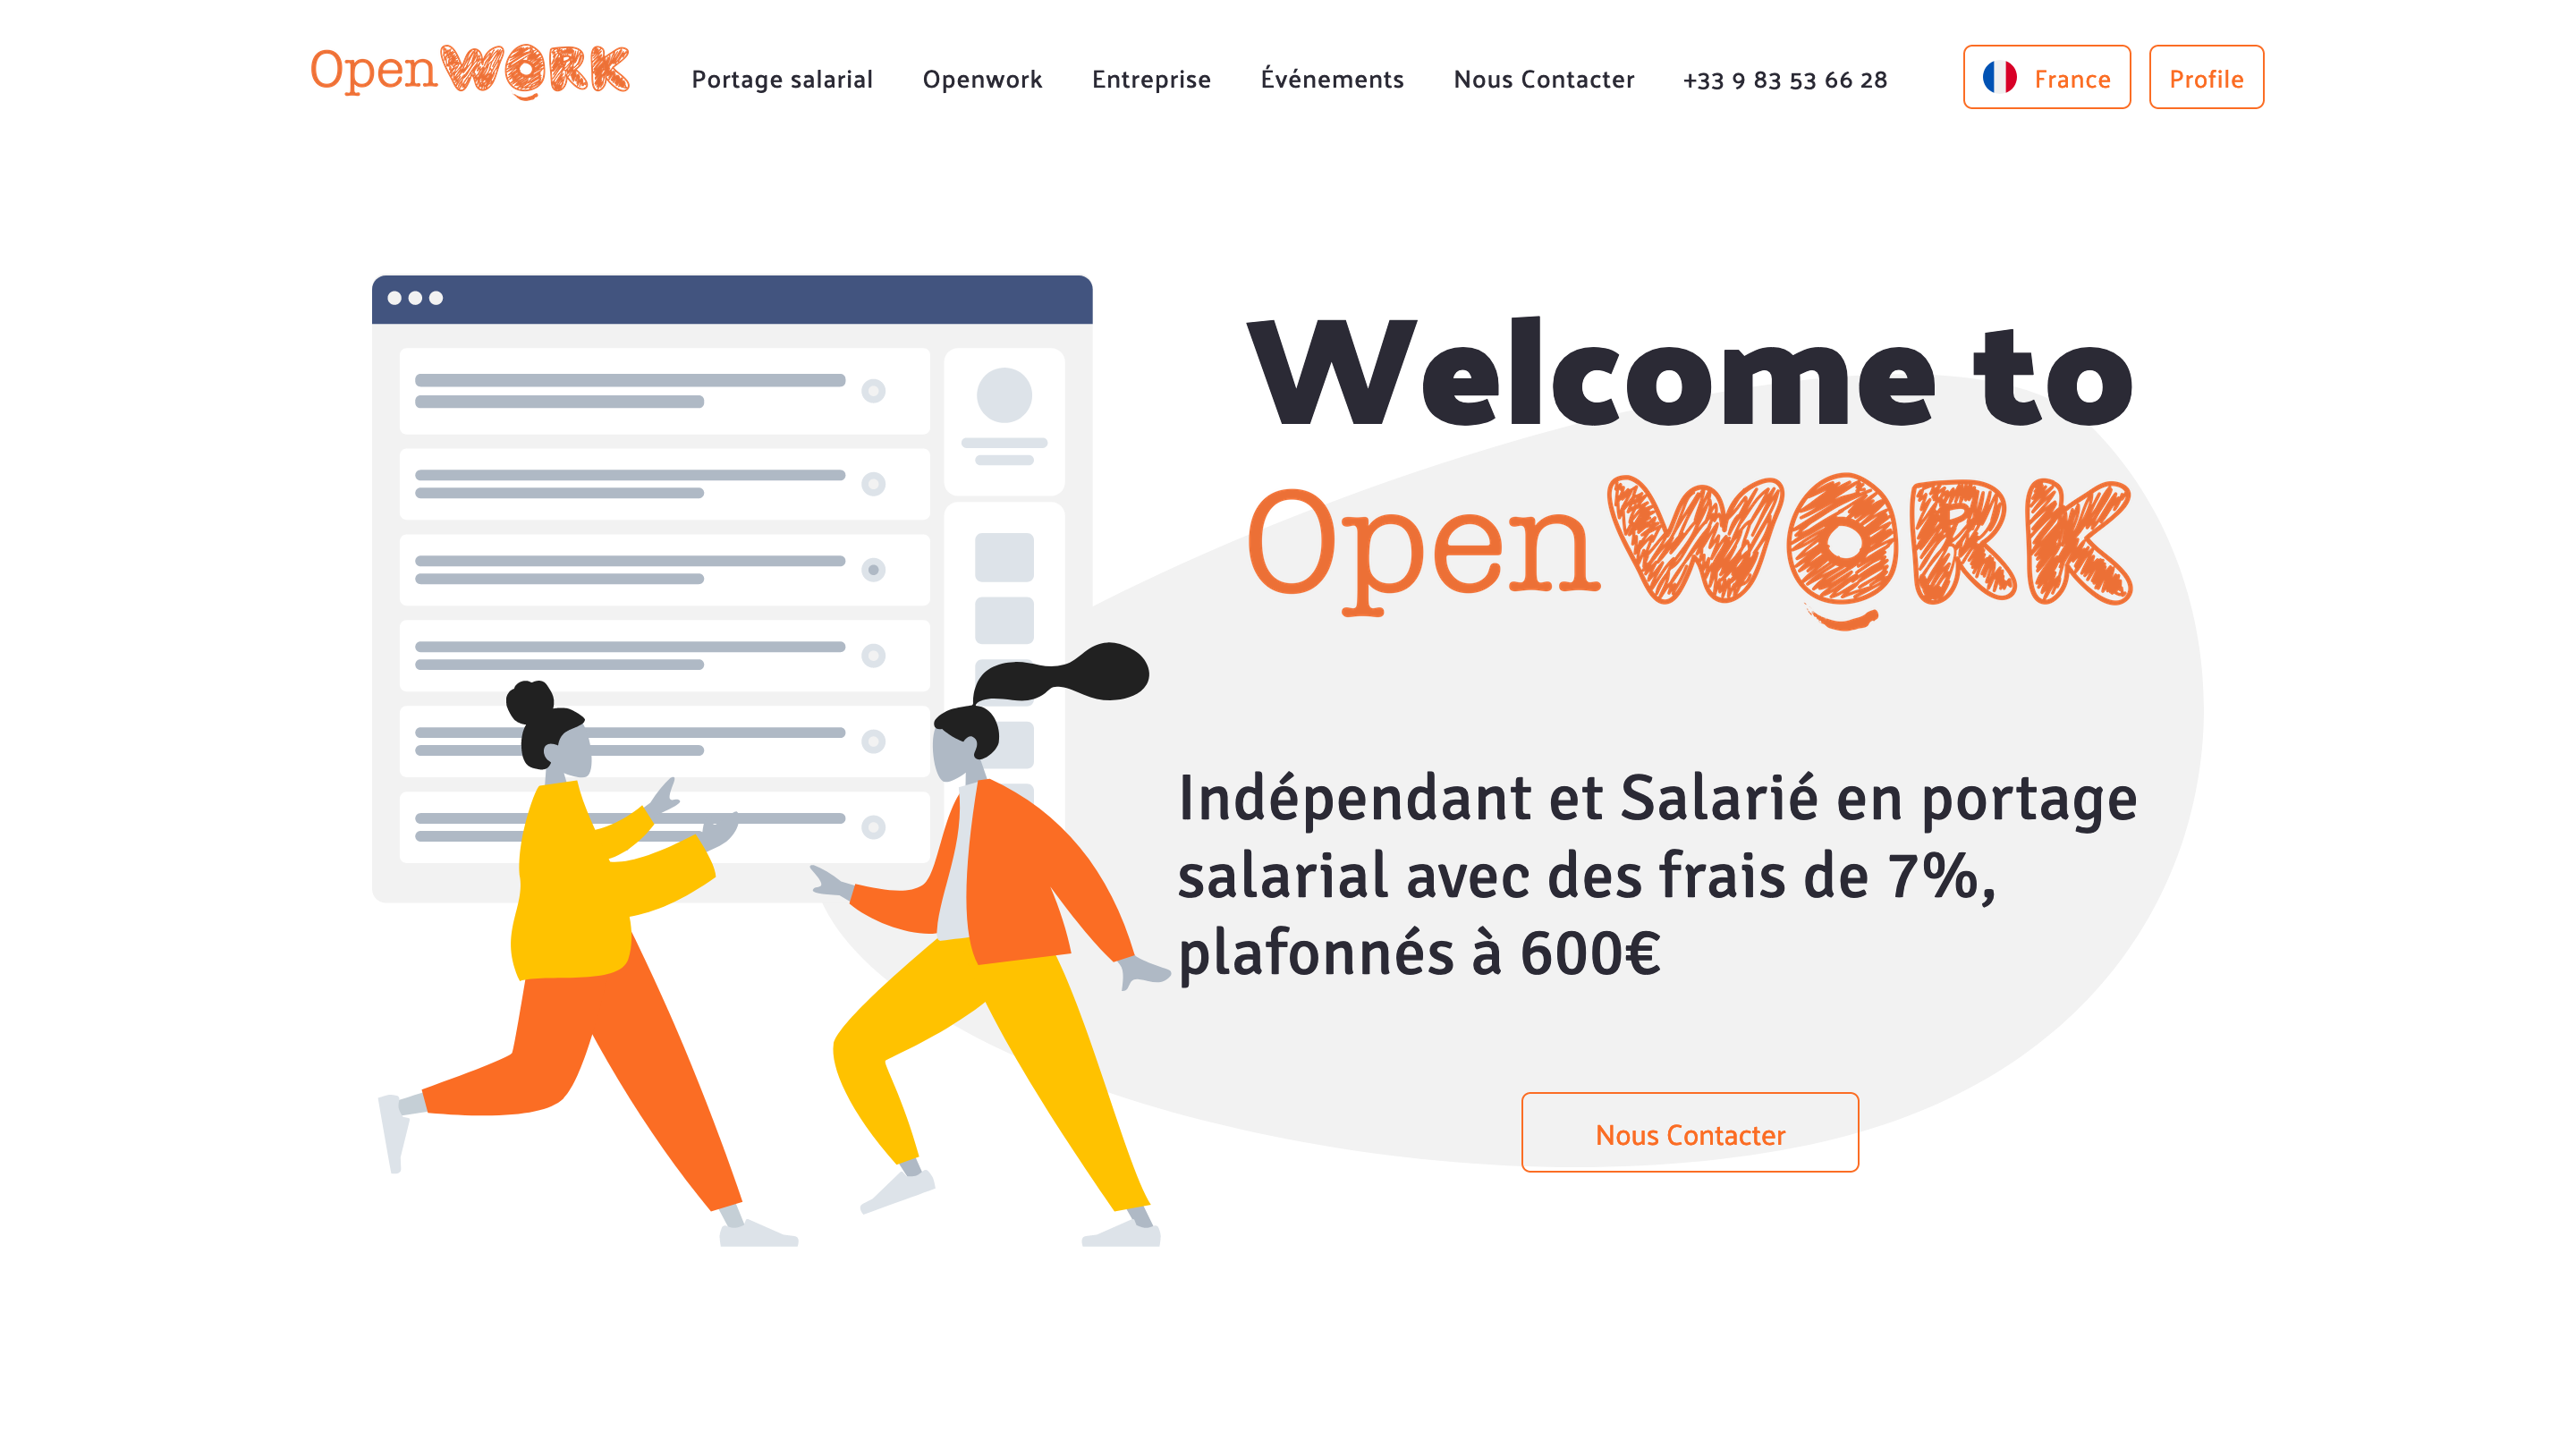 OpenWORK
Portage salarial
Openwork
Entreprise
Événements
Nous Contacter
+33 9 83 53 66 28
France
Profile
Welcome to
OpenWORK
Indépendant et Salarié en portage
salarial avec des frais de 7%,
plafonnés à 600€
Nous Contacter